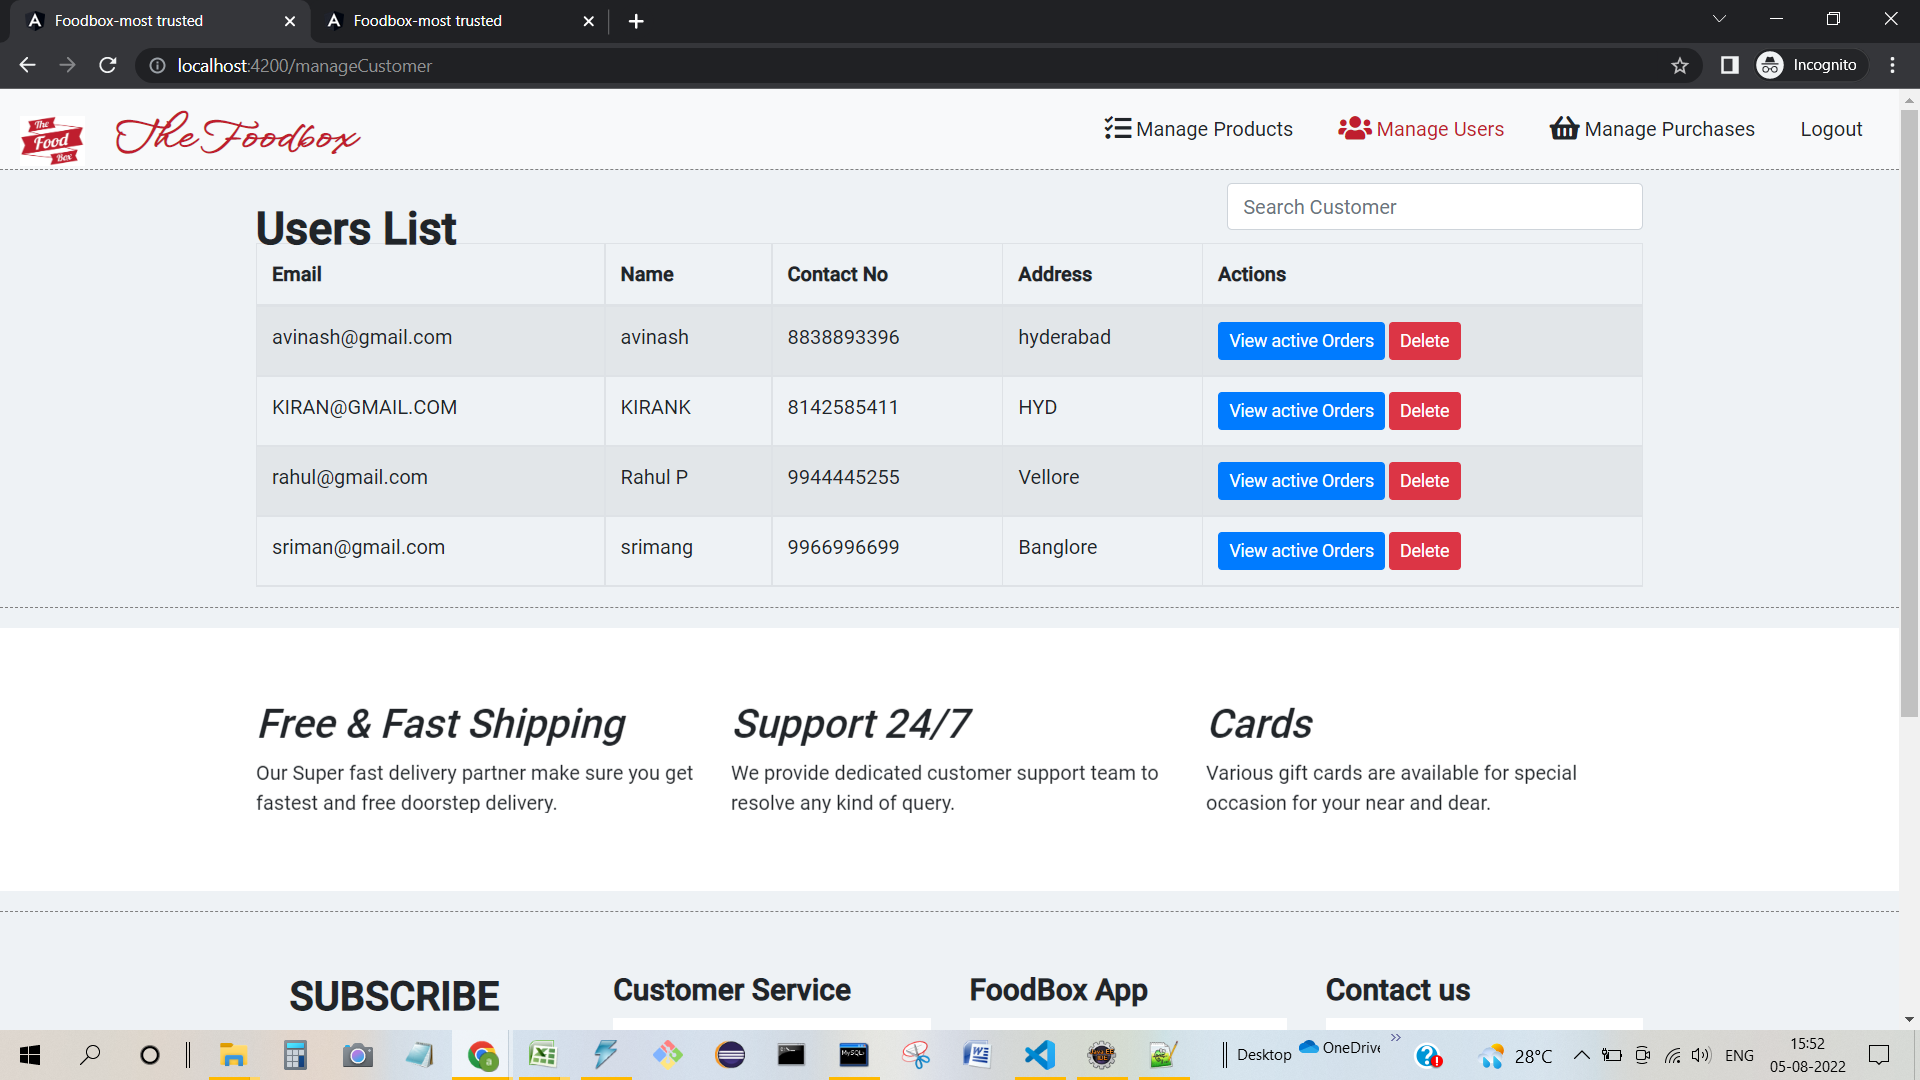 Foodbox-most trusted
Foodbox-most trusted
localhost:4200/manageCustomer
Incognito
The Food Box
The Foodbox
Manage Products
Manage Users
Manage Purchases
Logout
Search Customer
Users List
Email Name Contact No Address Actions
avinash@gmail.com avinash 8838893396 hyderabad View active Orders Delete
KIRAN@GMAIL.COM KIRANK 8142585411 HYD View active Orders Delete
rahul@gmail.com Rahul P 9944445255 Vellore View active Orders Delete
sriman@gmail.com srimang 9966996699 Banglore View active Orders Delete
Free & Fast Shipping
Our Super fast delivery partner make sure you get
fastest and free doorstep delivery.
Support 24/7
We provide dedicated customer support team to
resolve any kind of query.
Cards
Various gift cards are available for special
occasion for your near and dear.
SUBSCRIBE
Customer Service
FoodBox App
Contact us
Desktop
OneDrive
28°C
ENG
15:52
05-08-2022